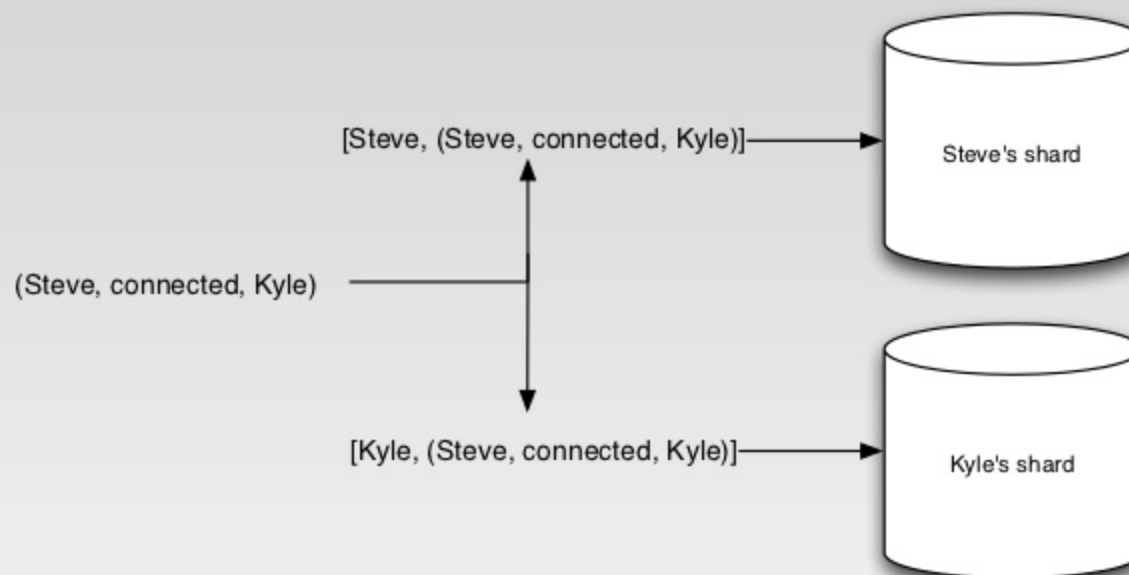 [Steve, (Steve, connected, Kyle)]
Steve's shard
(Steve, connected, Kyle)
[Kyle, (Steve, connected, Kyle)]
Kyle's shard